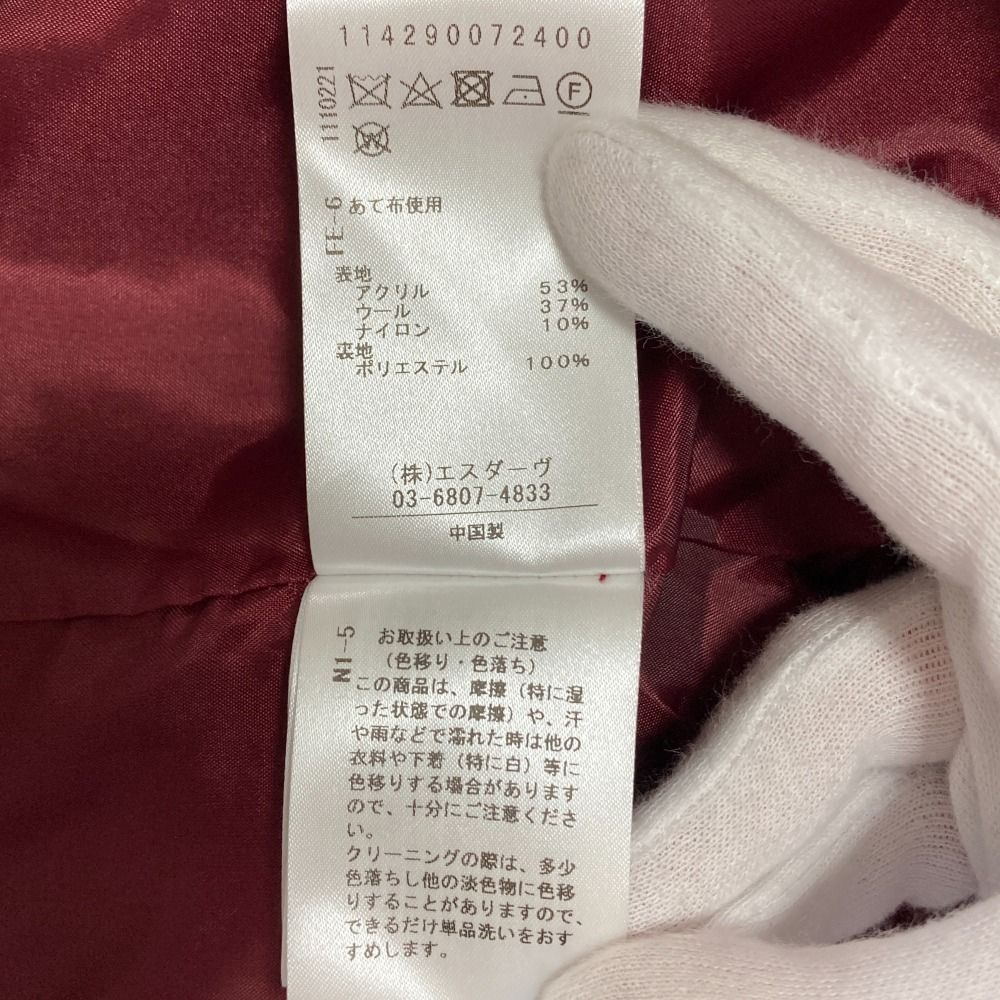 114290072400
1110221
F
W
FE-6
あて布使用
表地
アクリル 53%
ウール 37%
ナイロン 10%
裏地
ポリエステル 100%
(株)エスダーヴ
03-6807-4833
中国製
N1-5
お取扱い上のご注意
(色移り・色落ち)
この商品は、摩擦(特に湿
った状態での摩擦)や、汗
や雨などで濡れた時は他の
衣料や下着(特に白)等に
色移りする場合があります
ので、十分にご注意くださ
い。
クリーニングの際は、多少
色落ちし他の淡色物に色移
りすることがありますので、
できるだけ単品洗いをおす
すめします。